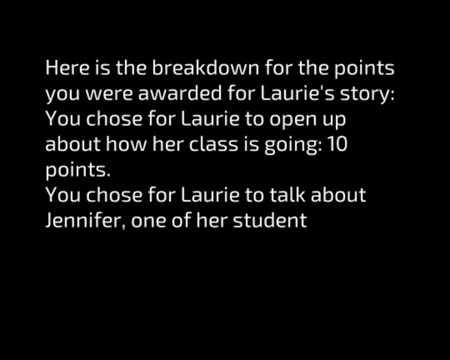 Here is the breakdown for the points
you were awarded for Laurie's story:
You chose for Laurie to open up
about how her class is going: 10
points.
You chose for Laurie to talk about
Jennifer, one of her student